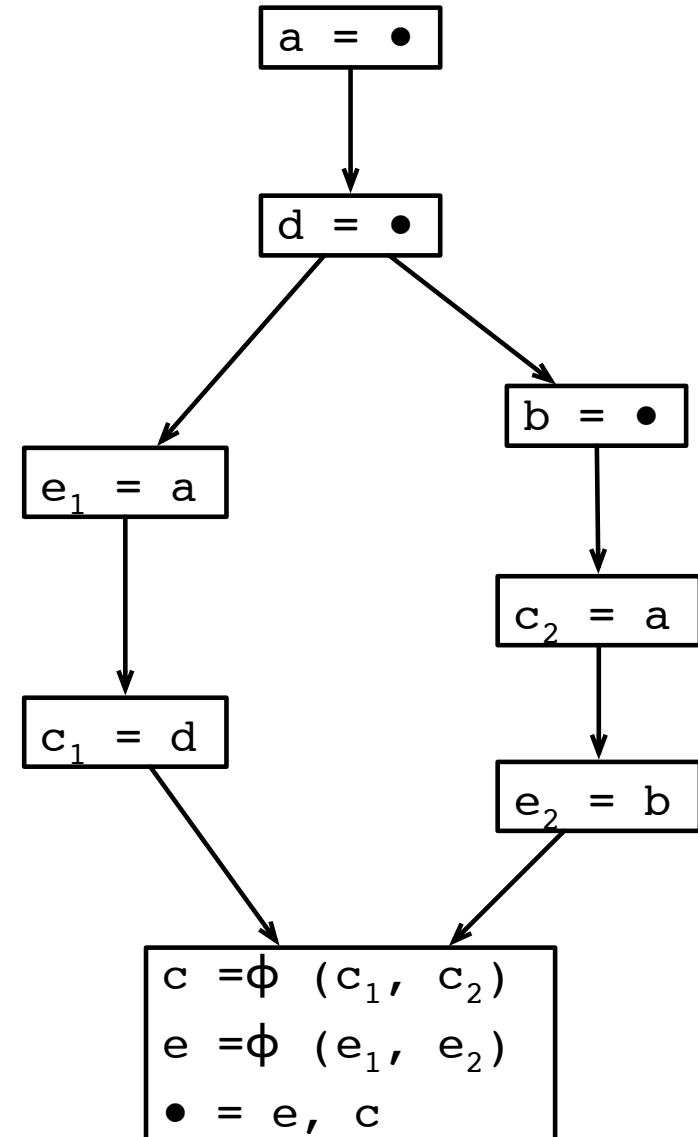 a = •
d = •
b = •
e₁ = a
c₂ = a
c₁ = d
e₂ = b
c =ϕ (c₁, c₂)
e =ϕ (e₁, e₂)
• = e, c